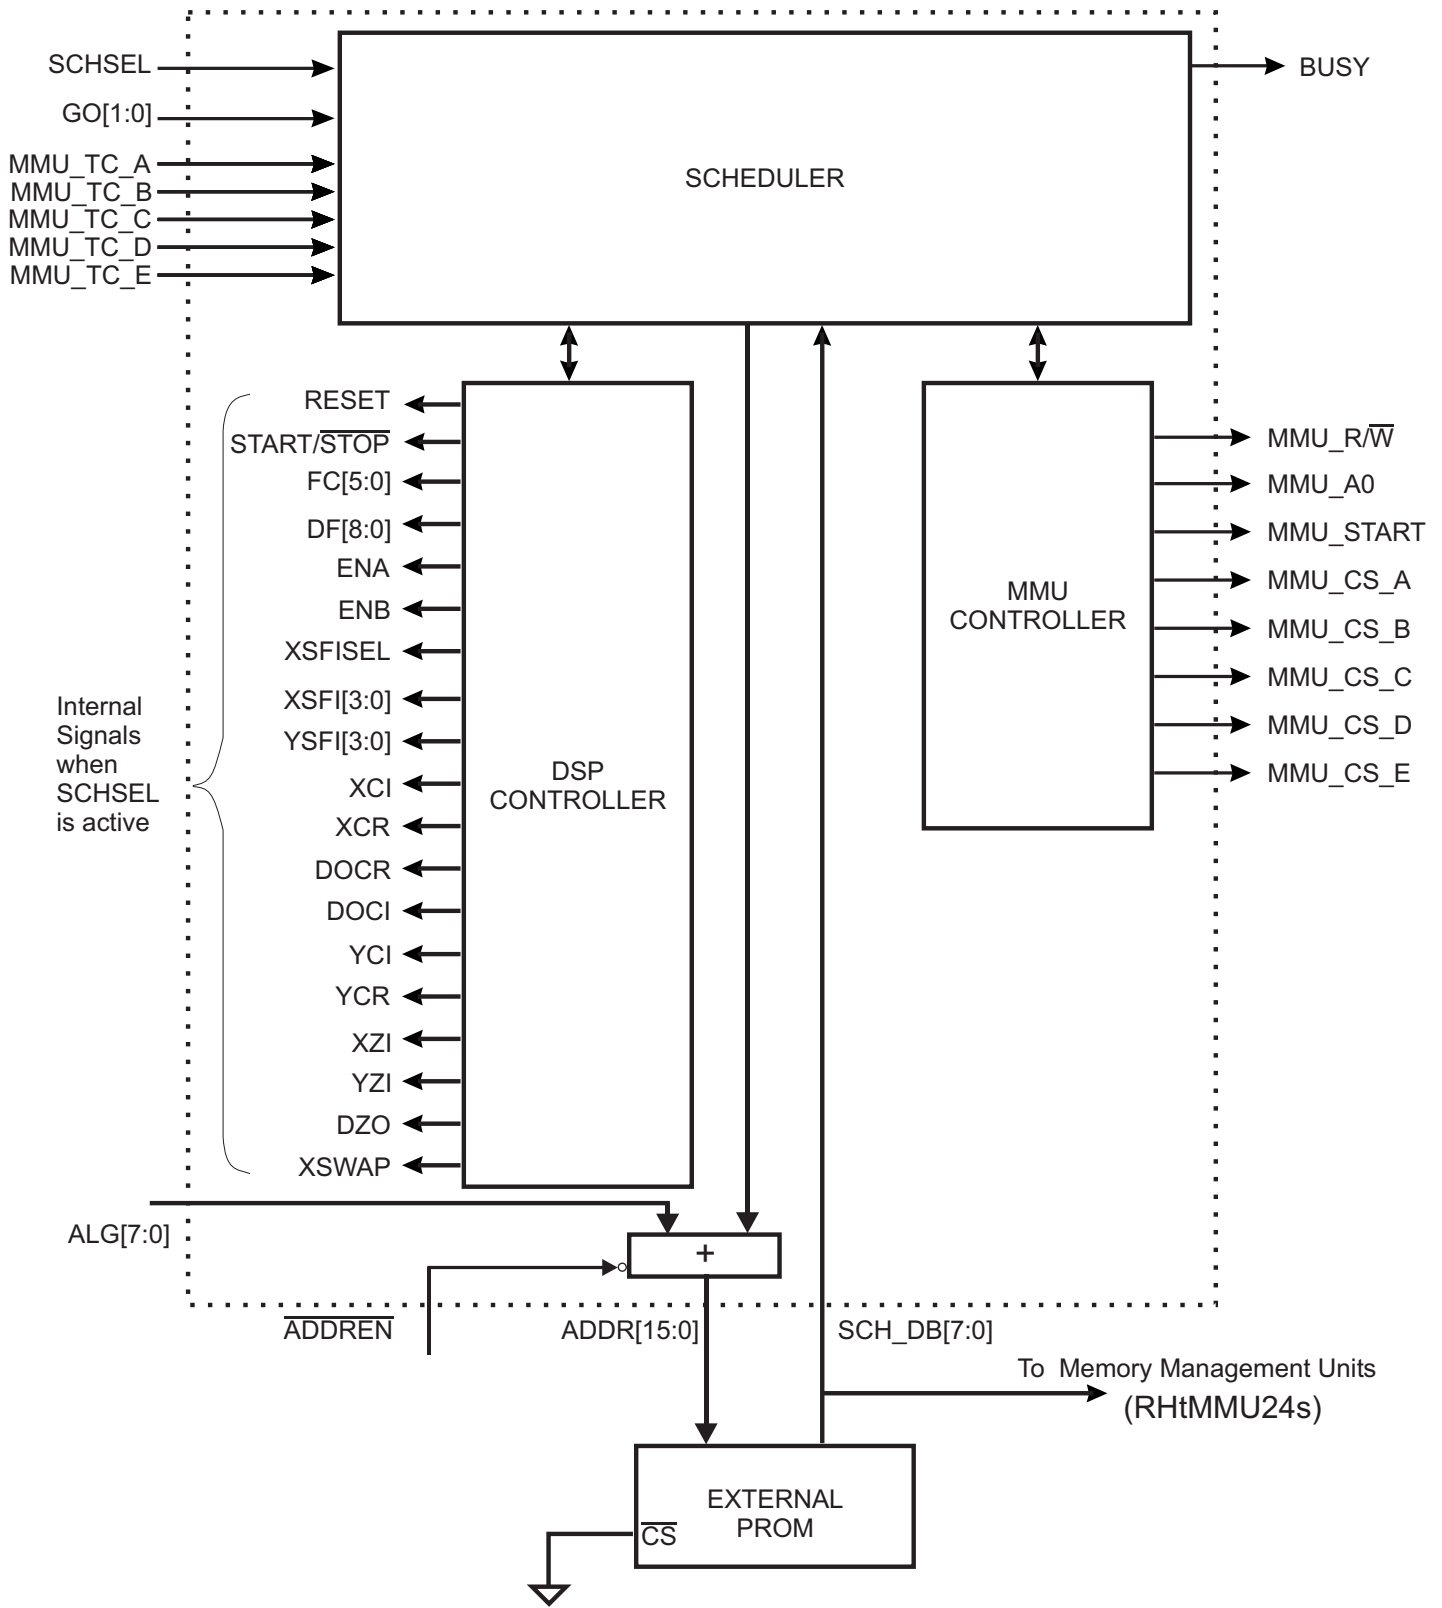 SCHSEL
GO[1:0]
MMU_TC_A
MMU_TC_B
MMU_TC_C
MMU_TC_D
MMU_TC_E
SCHEDULER
BUSY
RESET
START/STOP
FC[5:0]
DF[8:0]
ENA
ENB
XSFISEL
XSFI[3:0]
YSFI[3:0]
XCI
XCR
DOCR
DOCI
YCI
YCR
XZI
YZI
DZO
XSWAP
Internal
Signals
when
SCHSEL
is active
DSP
CONTROLLER
MMU
CONTROLLER
MMU_R/W
MMU_A0
MMU_START
MMU_CS_A
MMU_CS_B
MMU_CS_C
MMU_CS_D
MMU_CS_E
ALG[7:0]
+
ADDREN
ADDR[15:0]
SCH_DB[7:0]
To Memory Management Units
(RHtMMU24s)
EXTERNAL
PROM
CS